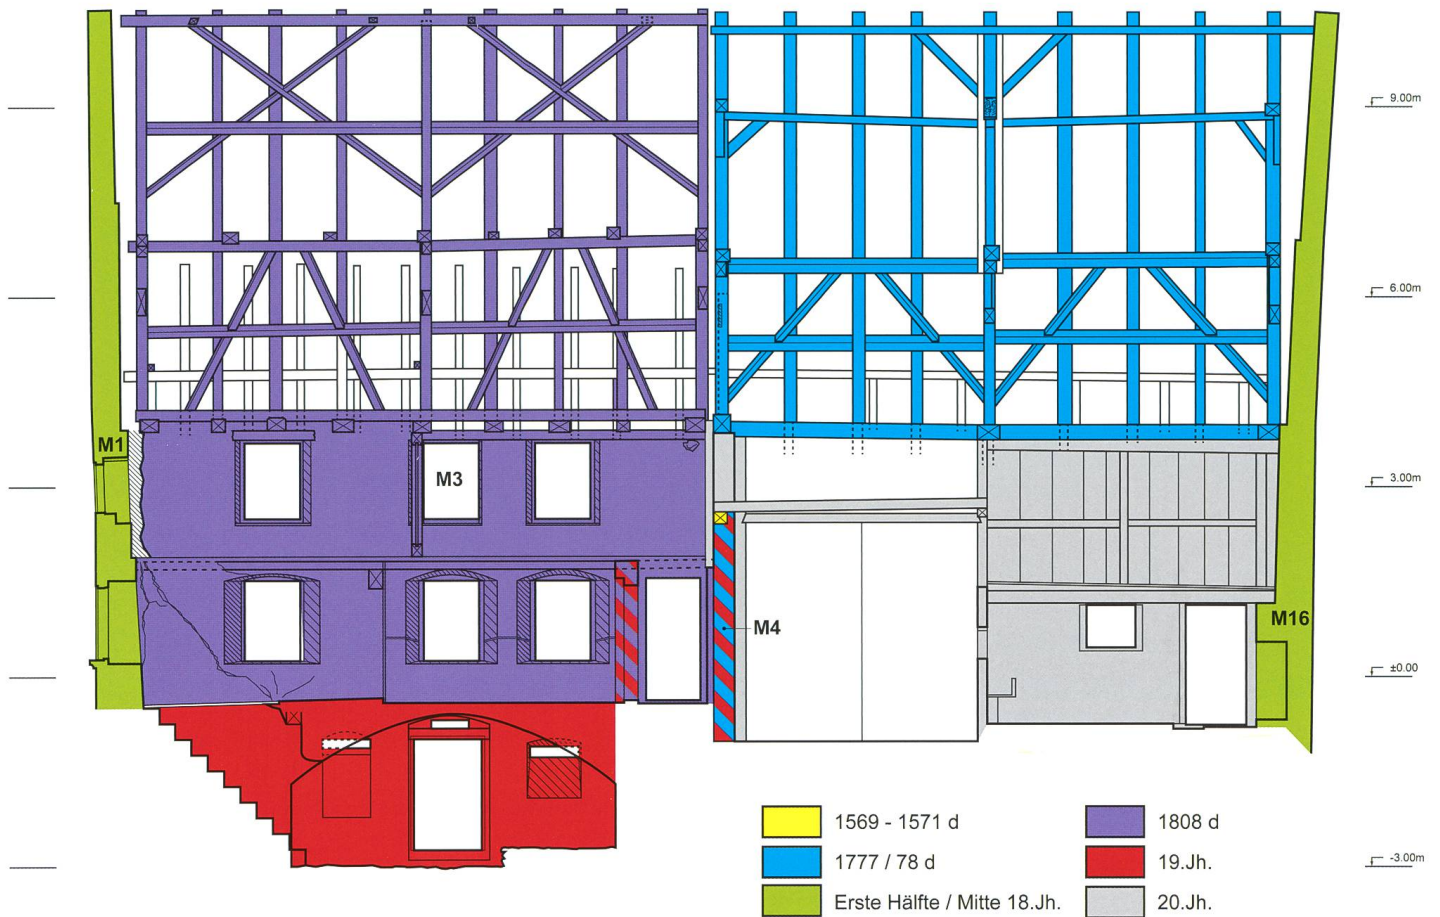 9.00m
6.00m
M1
M3
3.00m
M4
M16
±0.00
1569 - 1571 d
1808 d
1777 / 78 d
19.Jh.
-3.00m
Erste Hälfte / Mitte 18.Jh.
20.Jh.